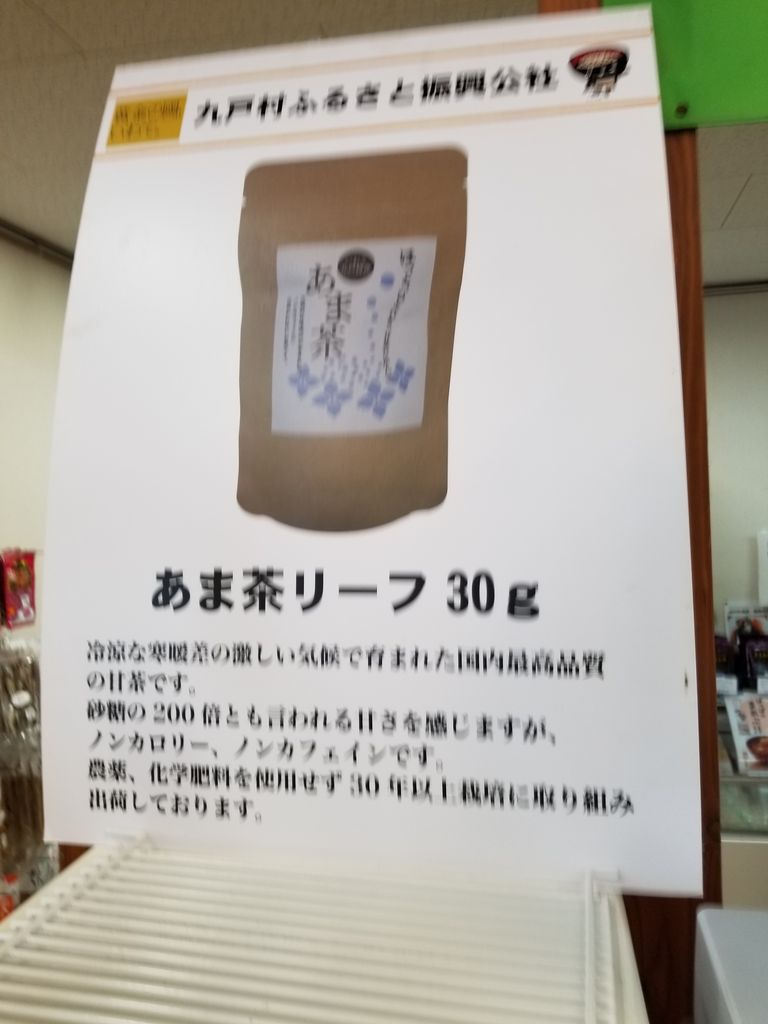 九戸村ふるさと振興公社
あま茶
あま茶リーフ 30g
冷涼な寒暖差の激しい気候で育まれた国内最高品質
の甘茶です。
砂糖の200倍とも言われる甘さを感じますが、
ノンカロリー、ノンカフェインです。
農薬、化学肥料を使用せず30年以上栽培に取り組み
出荷しております。